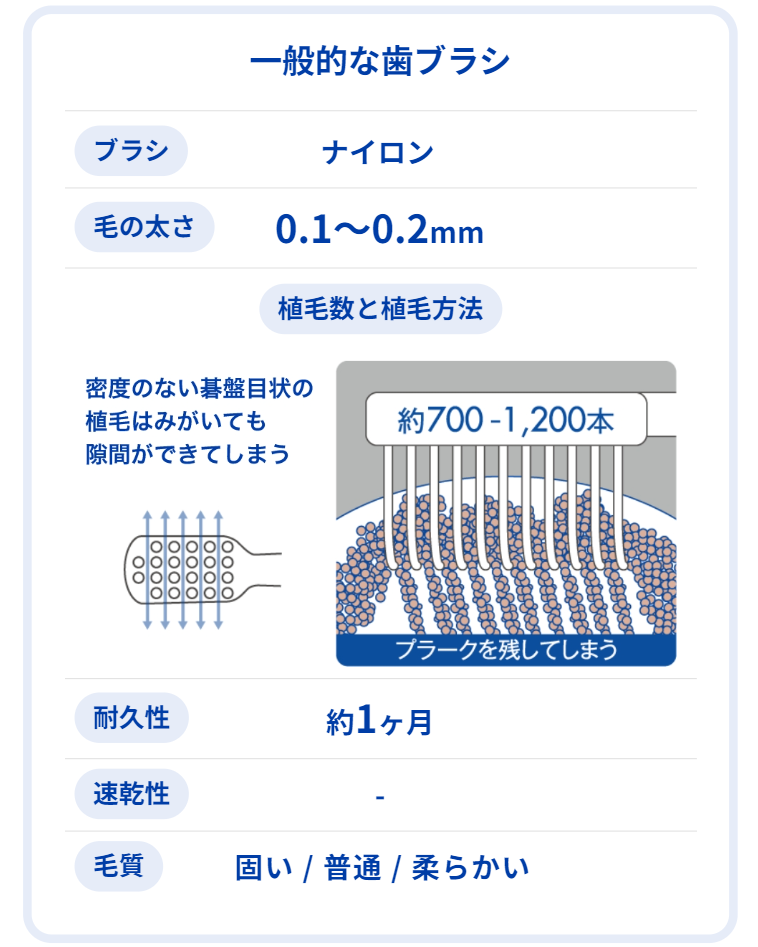 一般的な歯ブラシ
ブラシ ナイロン
毛の太さ 0.1〜0.2mm
植毛数と植毛方法
密度のない碁盤目状の
植毛はみがいても
隙間ができてしまう
約700-1,200本
プラークを残してしまう
耐久性 約1ヶ月
速乾性 -
毛質 固い / 普通 / 柔らかい